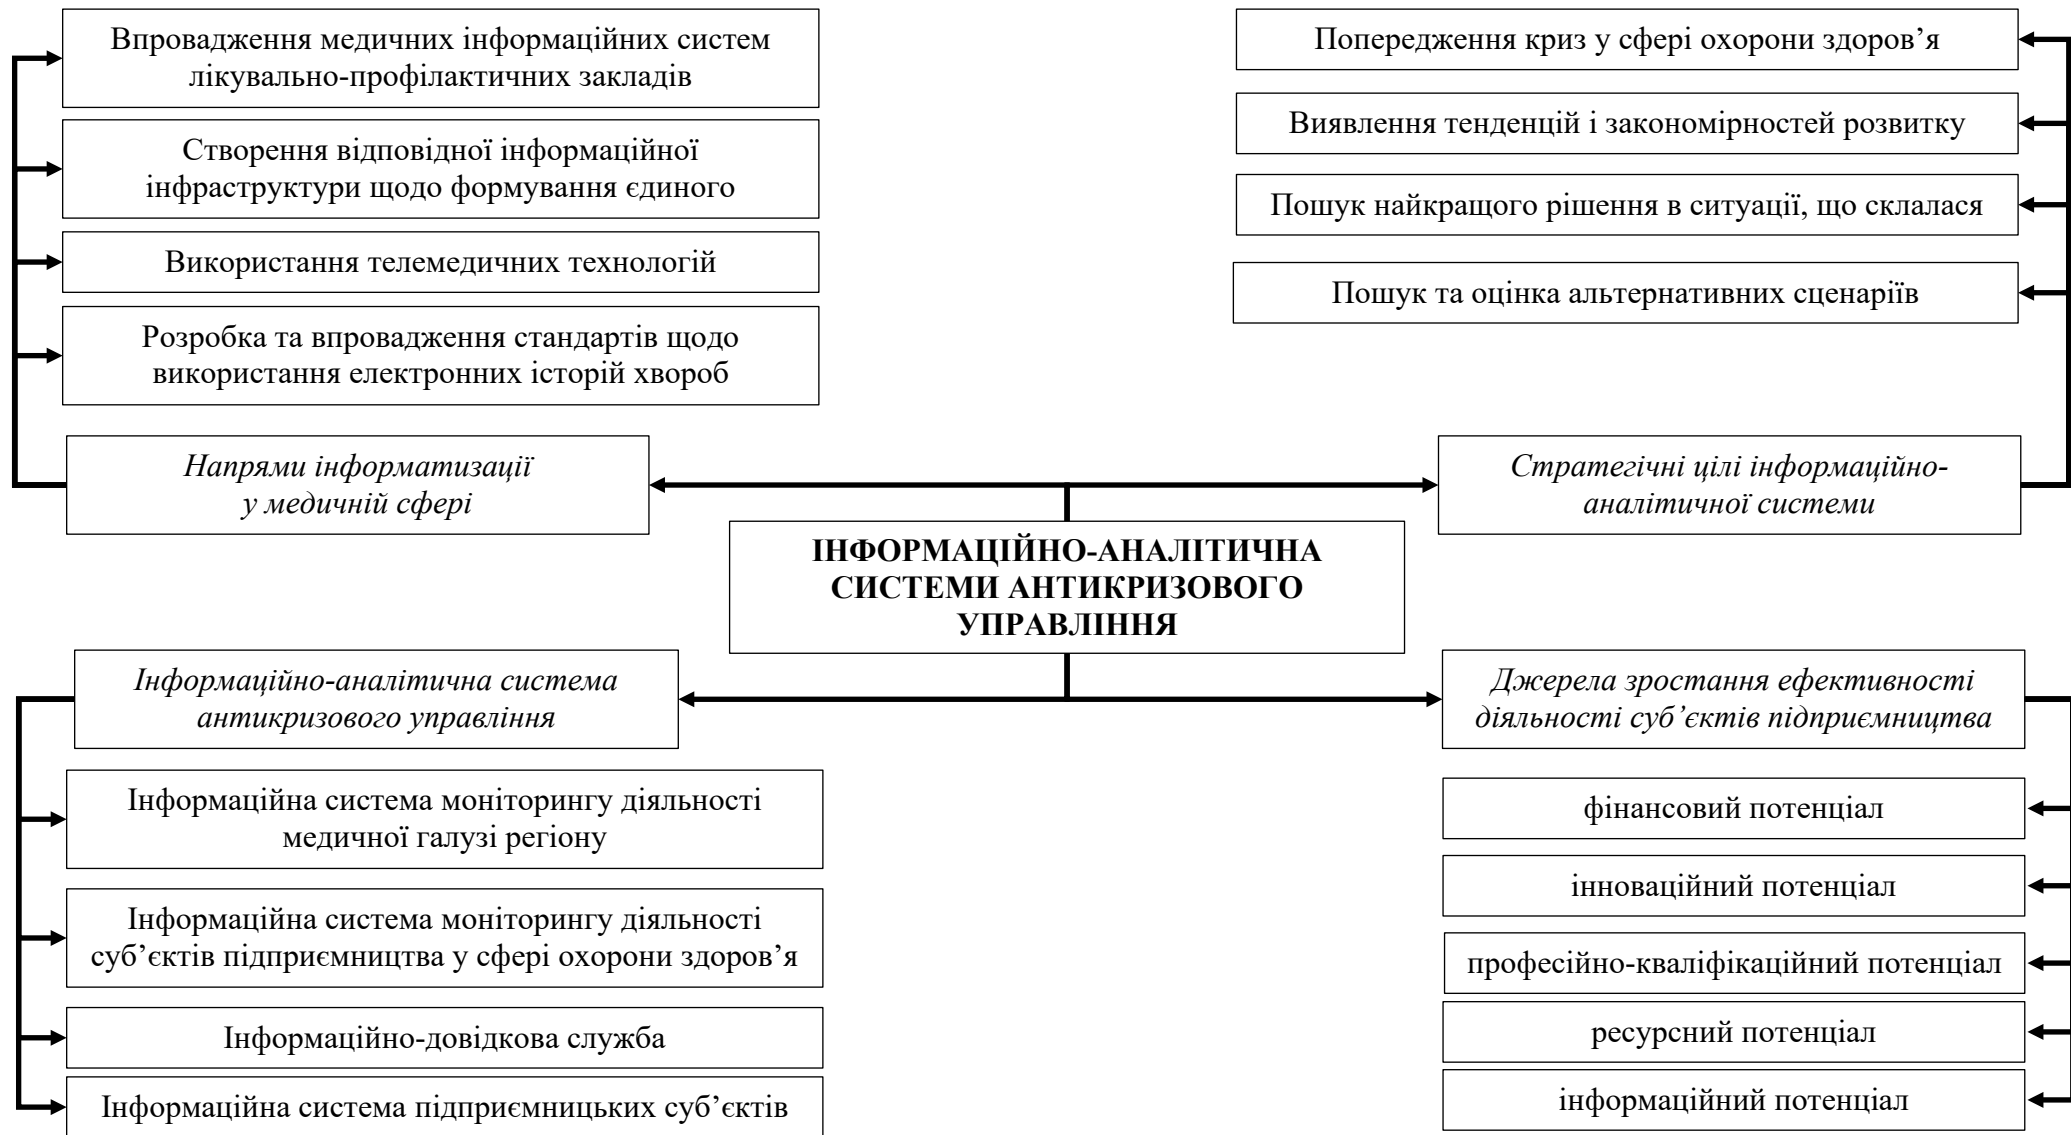 Впровадження медичних інформаційних систем
лікувально-профілактичних закладів
Створення відповідної інформаційної
інфраструктури щодо формування єдиного
Використання телемедичних технологій
Розробка та впровадження стандартів щодо
використання електронних історій хвороб
Напрями інформатизації
у медичній сфері
Попередження криз у сфері охорони здоров’я
Виявлення тенденцій і закономірностей розвитку
Пошук найкращого рішення в ситуації, що склалася
Пошук та оцінка альтернативних сценаріїв
Стратегічні цілі інформаційно-
аналітичної системи
ІНФОРМАЦІЙНО-АНАЛІТИЧНА
СИСТЕМИ АНТИКРИЗОВОГО
УПРАВЛІННЯ
Інформаційно-аналітична система
антикризового управління
Інформаційна система моніторингу діяльності
медичної галузі регіону
Інформаційна система моніторингу діяльності
суб’єктів підприємництва у сфері охорони здоров’я
Інформаційно-довідкова служба
Інформаційна система підприємницьких суб’єктів
Джерела зростання ефективності
діяльності суб’єктів підприємництва
фінансовий потенціал
інноваційний потенціал
професійно-кваліфікаційний потенціал
ресурсний потенціал
інформаційний потенціал